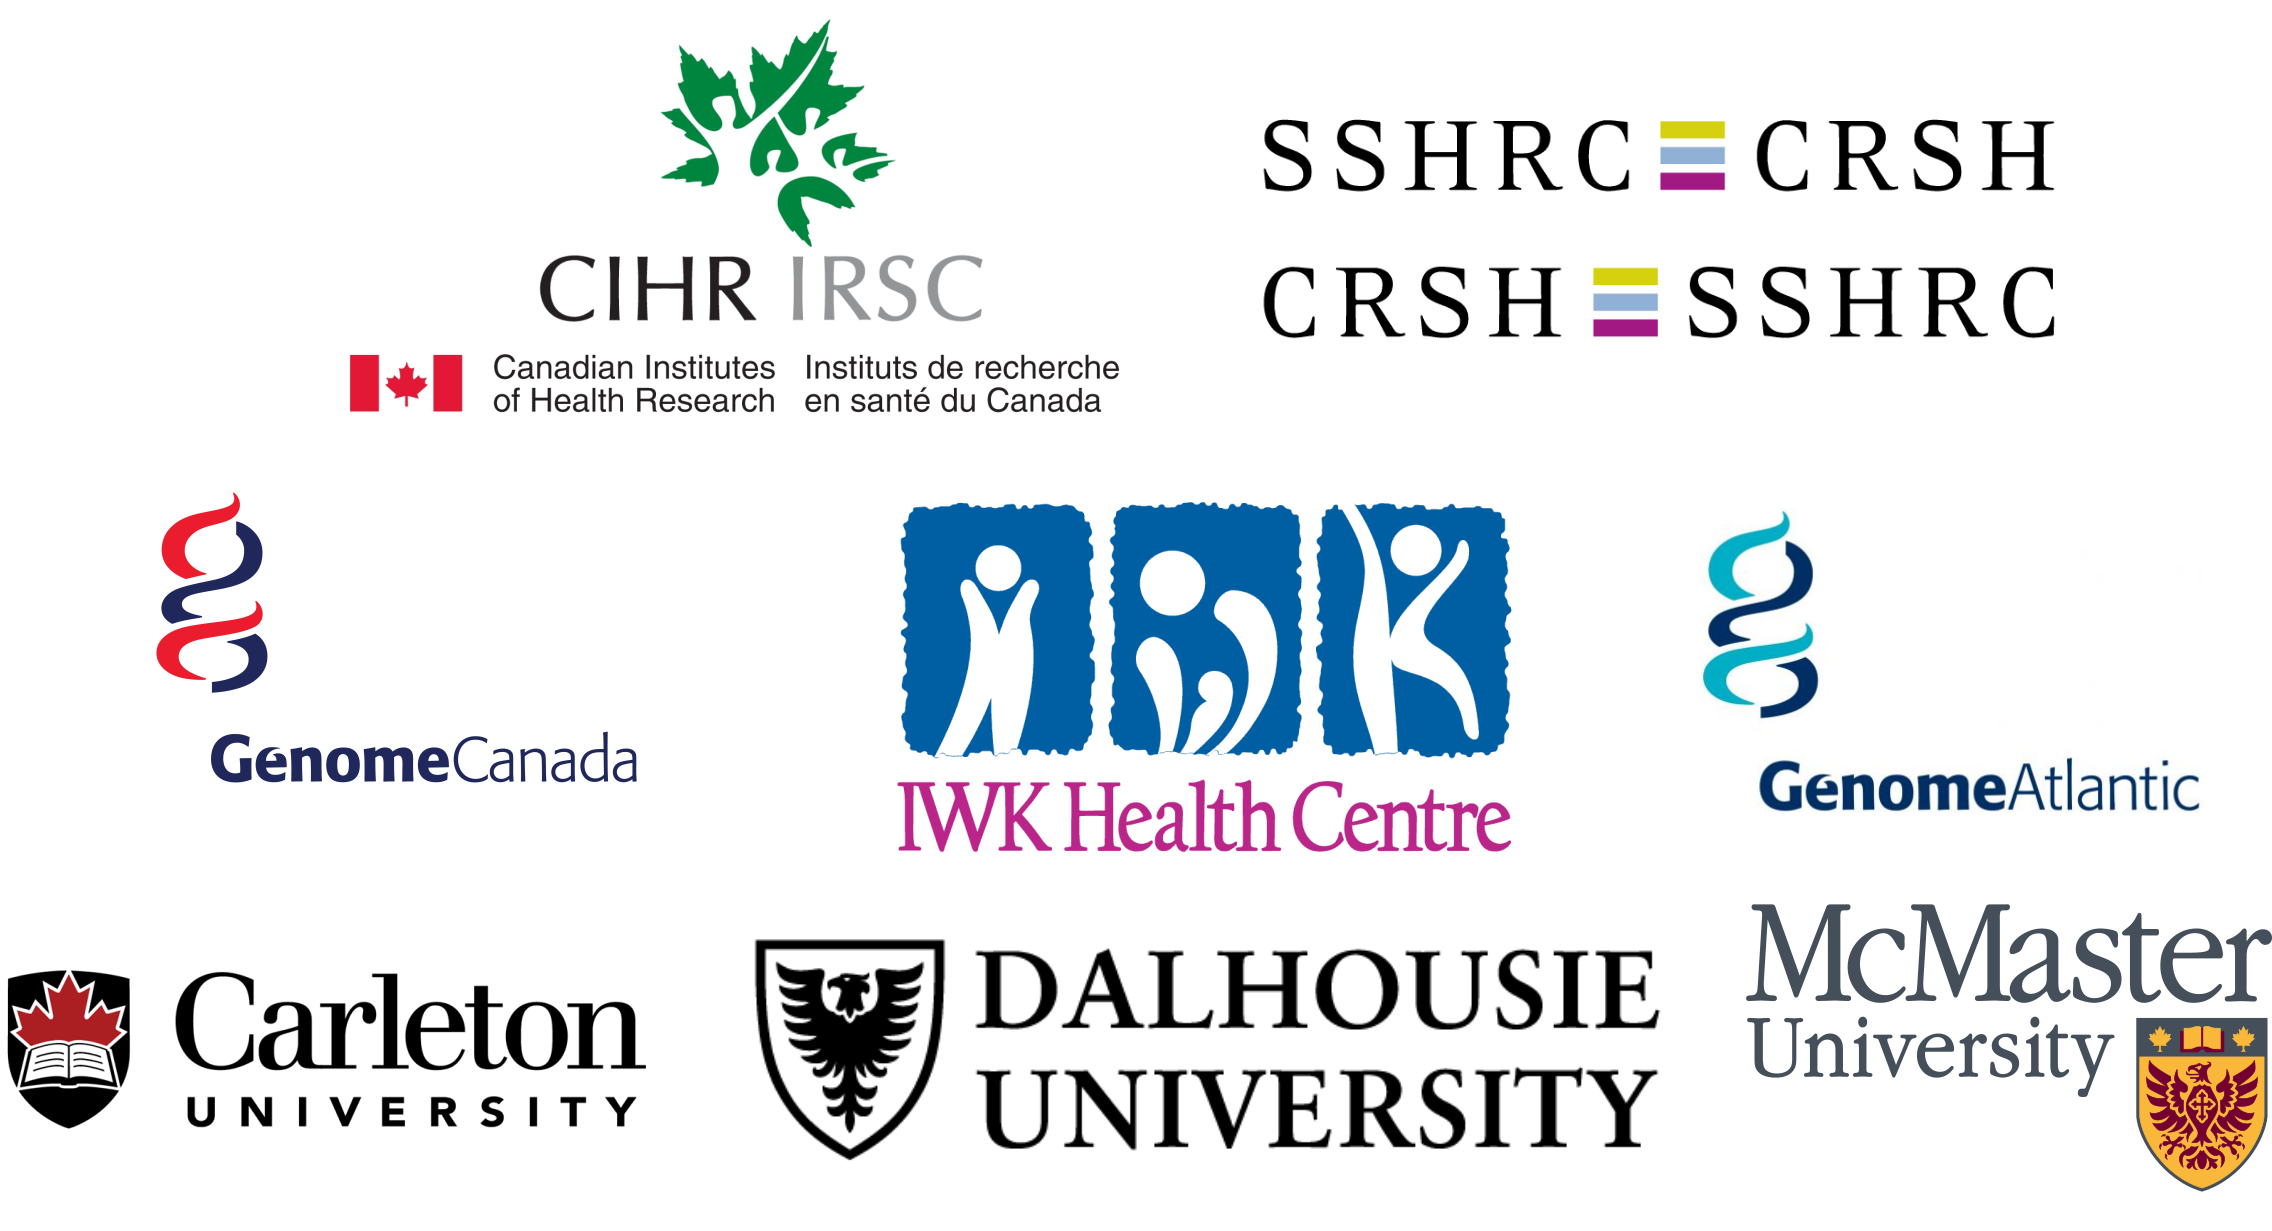 CIHR IRSC
Canadian Institutes
of Health Research
Instituts de recherche
en santé du Canada
SSHRC CRSH
CRSH SSHRC
GenomeCanada
IWK Health Centre
GenomeAtlantic
Carleton
UNIVERSITY
DALHOUSIE
UNIVERSITY
McMaster
University